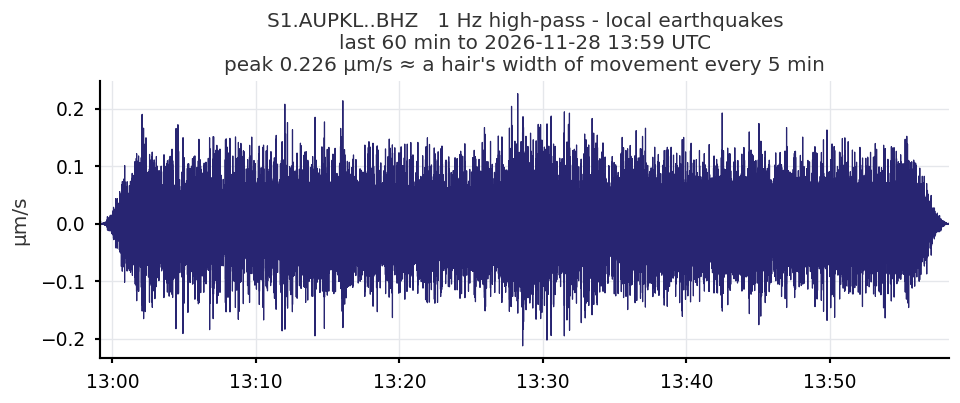 S1.AUPKL..BHZ   1 Hz high-pass - local earthquakes
last 60 min to 2026-11-28 13:59 UTC
peak 0.226 µm/s ≈ a hair's width of movement every 5 min
0.2
0.1
0.0
−0.1
−0.2
µm/s
13:00 13:10 13:20 13:30 13:40 13:50